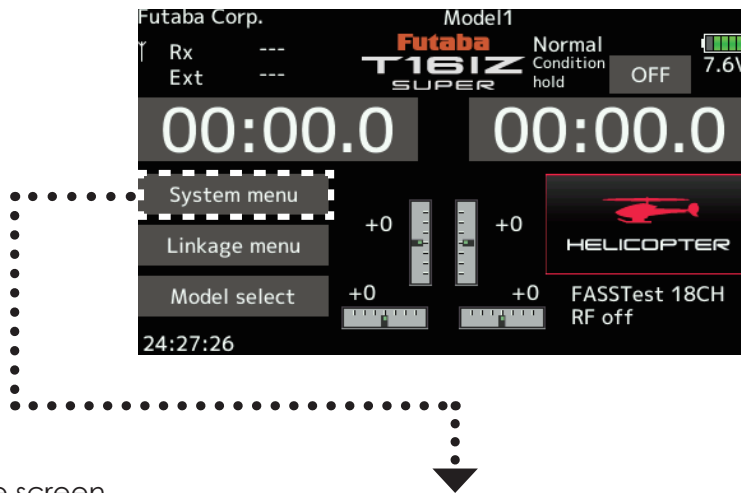 Futaba Corp. Model1
Rx ---
Ext ---
Futaba
T16IZ
SUPER
Normal
Condition
hold
OFF
7.6V
00:00.0 00:00.0
System menu
Linkage menu
Model select
+0 +0
+0 +0
HELICOPTER
FASSTest 18CH
RF off
24:27:26